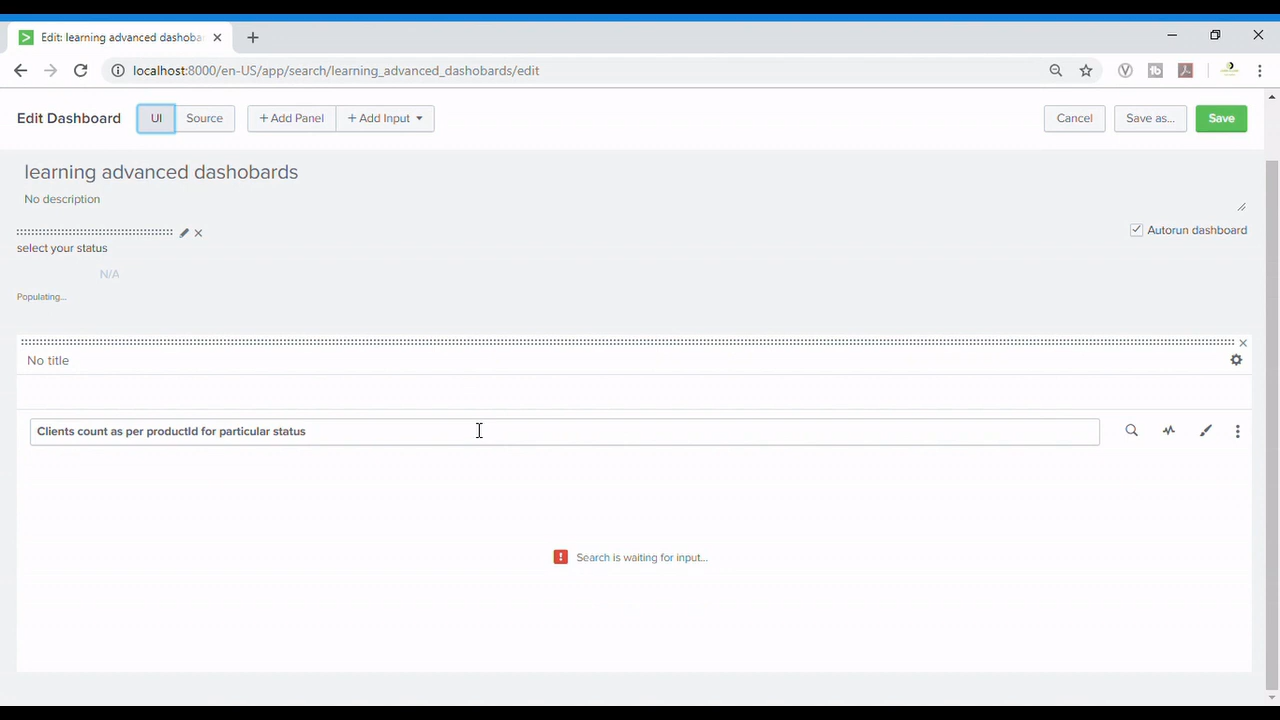 Edit: learning advanced dashoba
localhost:8000/en-US/app/search/learning_advanced_dashobards/edit
Edit Dashboard
UI
Source
+ Add Panel
+ Add Input
Cancel
Save as...
Save
learning advanced dashobards
No description
Autorun dashboard
select your status
N/A
Populating...
No title
Clients count as per productId for particular status
Search is waiting for input...